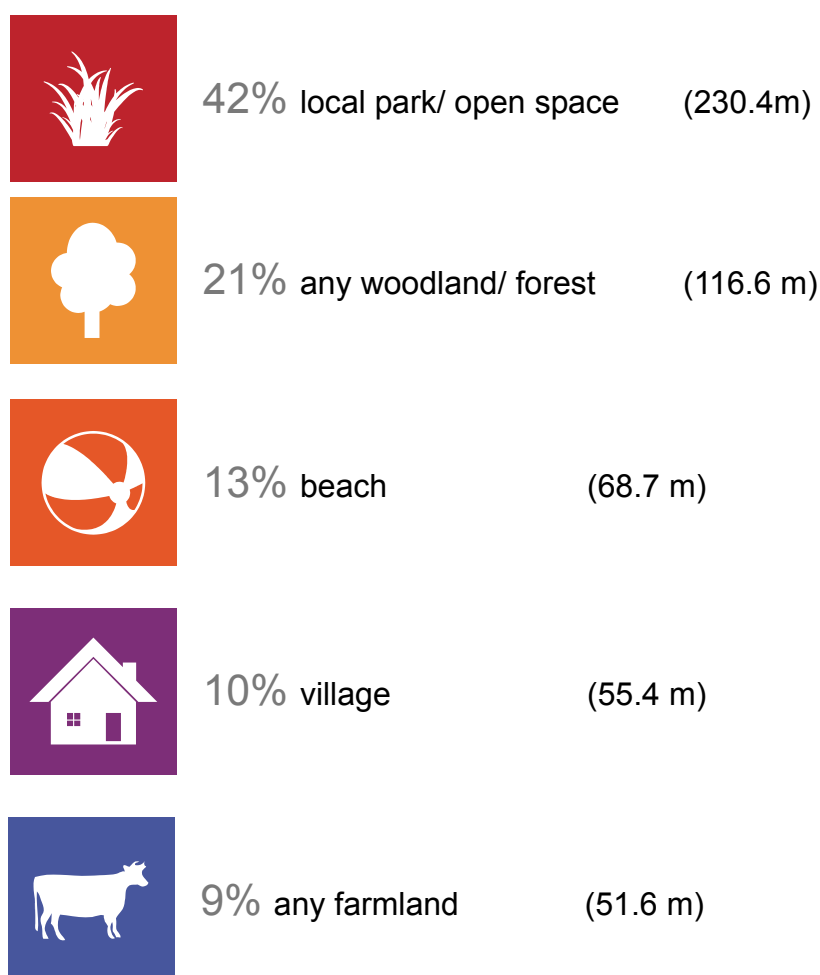 42% local park/ open space (230.4m)
21% any woodland/ forest (116.6 m)
13% beach (68.7 m)
10% village (55.4 m)
9% any farmland (51.6 m)